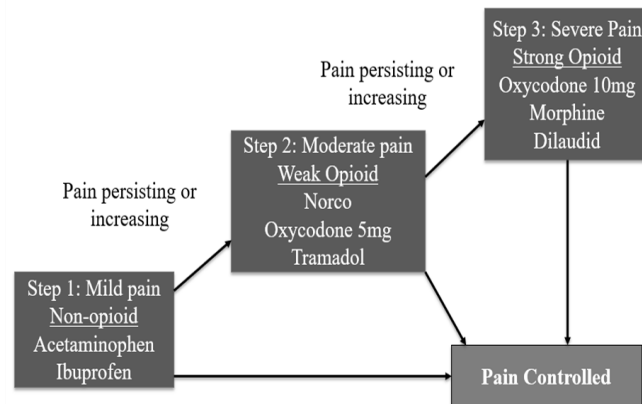 Step 3: Severe Pain
Strong Opioid
Oxycodone 10mg
Morphine
Dilaudid
Pain persisting or
increasing
Step 2: Moderate pain
Weak Opioid
Norco
Oxycodone 5mg
Tramadol
Pain persisting or
increasing
Step 1: Mild pain
Non-opioid
Acetaminophen
Ibuprofen
Pain Controlled